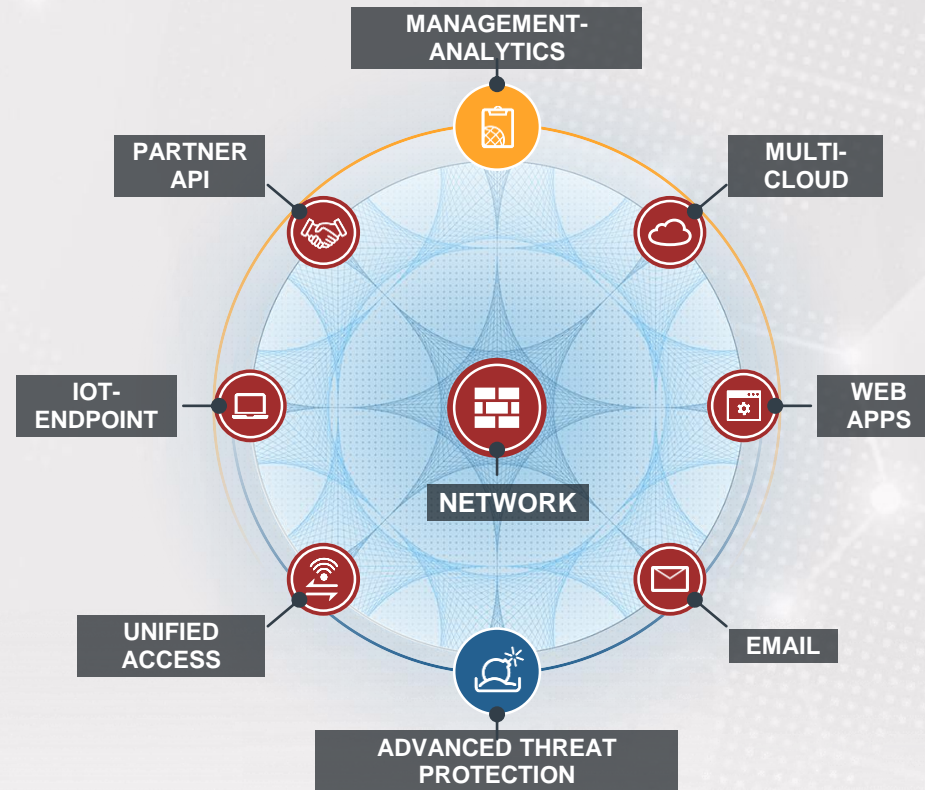 MANAGEMENT-
ANALYTICS
PARTNER
API
MULTI-
CLOUD
IOT-
ENDPOINT
WEB
APPS
NETWORK
UNIFIED
ACCESS
EMAIL
ADVANCED THREAT
PROTECTION